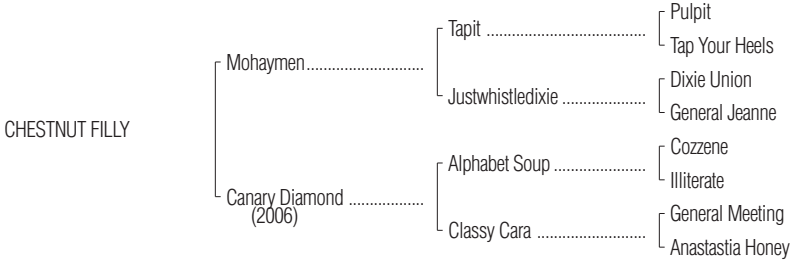 Pulpit
Tapit ......................................
Tap Your Heels
Mohaymen...........................
Dixie Union
Justwhistledixie ....................
General Jeanne
CHESTNUT FILLY
Cozzene
Alphabet Soup ......................
Illiterate
Canary Diamond ..................
(2006)
General Meeting
Classy Cara ..........................
Anastastia Honey